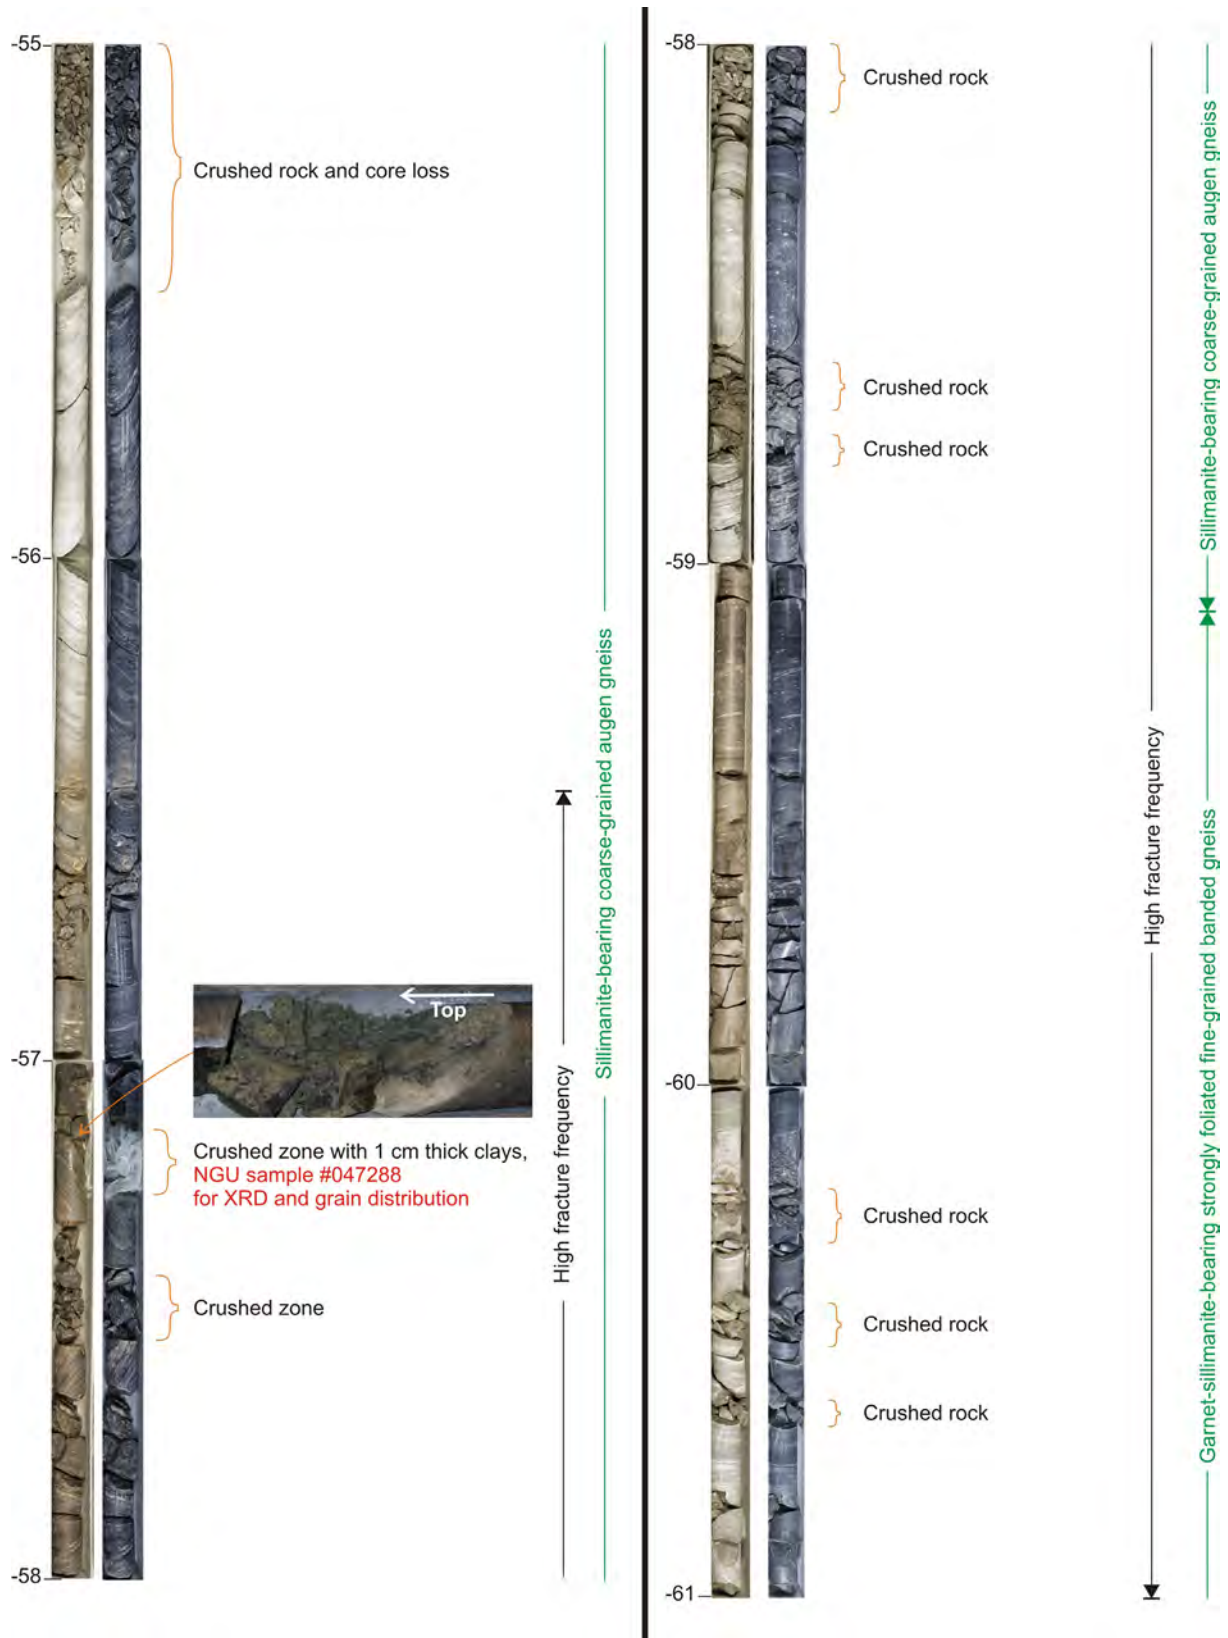 -55
Crushed rock and core loss
-56
Sillimanite-bearing coarse-grained augen gneiss
High fracture frequency
Top
-57
Crushed zone with 1 cm thick clays,
NGU sample #047288
for XRD and grain distribution
Crushed zone
-58
-58
Crushed rock
Sillimanite-bearing coarse-grained augen gneiss
Crushed rock
Crushed rock
-59
High fracture frequency
Garnet-sillimanite-bearing strongly foliated fine-grained banded gneiss
-60
Crushed rock
Crushed rock
Crushed rock
-61